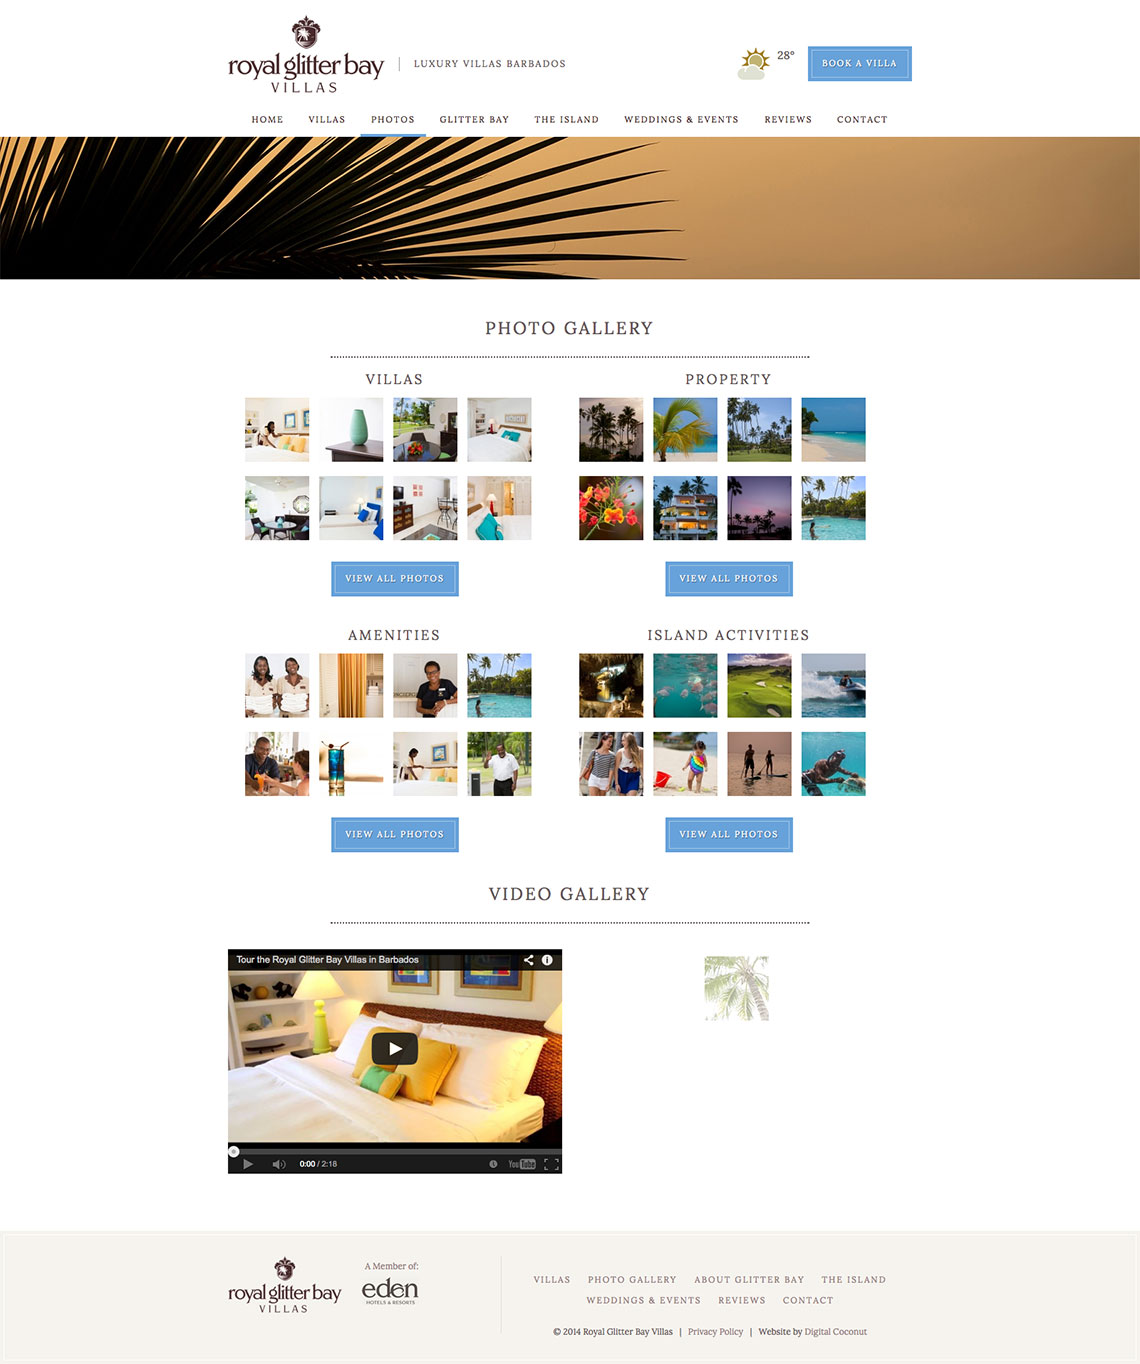 royal glitter bay
VILLAS
LUXURY VILLAS BARBADOS
28°
BOOK A VILLA
HOME VILLAS PHOTOS GLITTER BAY THE ISLAND WEDDINGS & EVENTS REVIEWS CONTACT
PHOTO GALLERY
VILLAS
VIEW ALL PHOTOS
PROPERTY
VIEW ALL PHOTOS
AMENITIES
VIEW ALL PHOTOS
ISLAND ACTIVITIES
VIEW ALL PHOTOS
VIDEO GALLERY
Tour the Royal Glitter Bay Villas in Barbados
0:00 / 2:18
YouTube
royal glitter bay
VILLAS
A Member of:
eden
HOTELS & RESORTS
VILLAS PHOTO GALLERY ABOUT GLITTER BAY THE ISLAND
WEDDINGS & EVENTS REVIEWS CONTACT
© 2014 Royal Glitter Bay Villas | Privacy Policy | Website by Digital Coconut